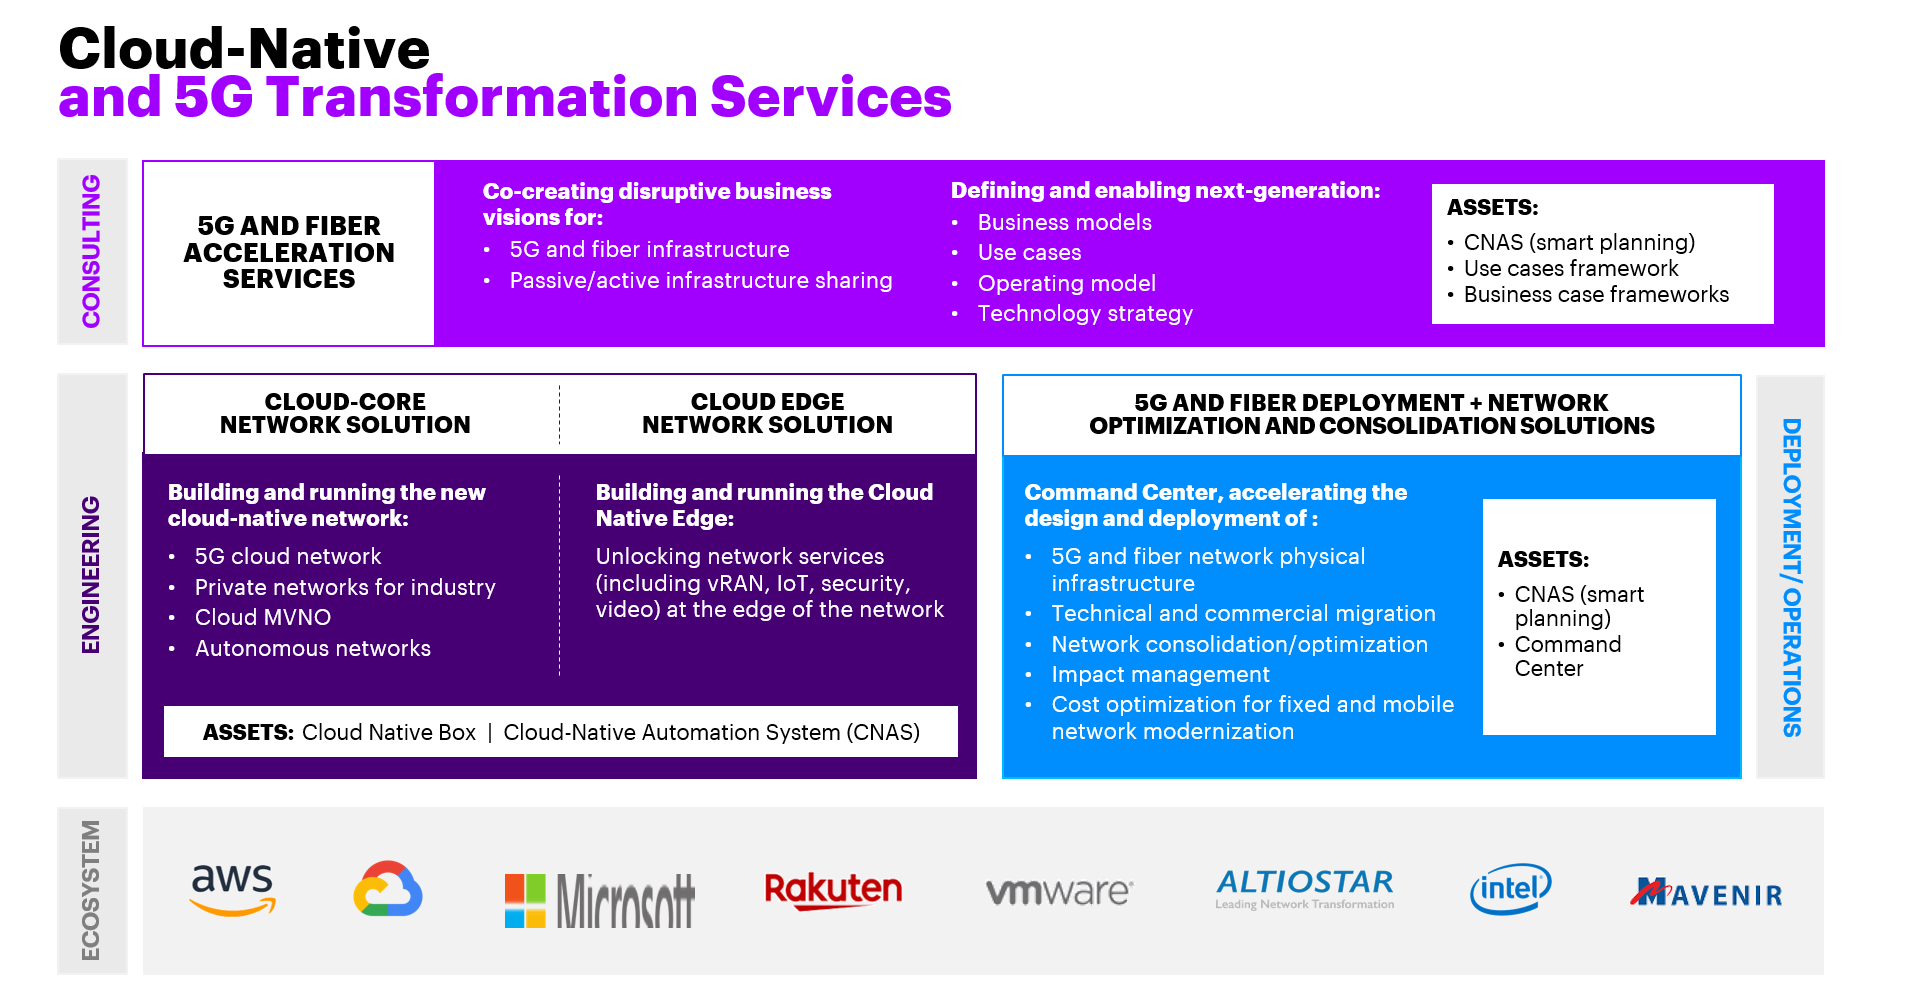 Cloud-Native
and 5G Transformation Services
CONSULTING
5G AND FIBER
ACCELERATION
SERVICES
Co-creating disruptive business
visions for:
• 5G and fiber infrastructure
• Passive/active infrastructure sharing
Defining and enabling next-generation:
• Business models
• Use cases
• Operating model
• Technology strategy
ASSETS:
• CNAS (smart planning)
• Use cases framework
• Business case frameworks
ENGINEERING
CLOUD-CORE
NETWORK SOLUTION
CLOUD EDGE
NETWORK SOLUTION
Building and running the new
cloud-native network:
• 5G cloud network
• Private networks for industry
• Cloud MVNO
• Autonomous networks
Building and running the Cloud
Native Edge:
Unlocking network services
(including vRAN, IoT, security,
video) at the edge of the network
ASSETS: Cloud Native Box | Cloud-Native Automation System (CNAS)
5G AND FIBER DEPLOYMENT + NETWORK
OPTIMIZATION AND CONSOLIDATION SOLUTIONS
Command Center, accelerating the
design and deployment of :
• 5G and fiber network physical
infrastructure
• Technical and commercial migration
• Network consolidation/optimization
• Impact management
• Cost optimization for fixed and mobile
network modernization
ASSETS:
• CNAS (smart
planning)
• Command
Center
DEPLOYMENT/ OPERATIONS
ECOSYSTEM
aws
Microsoft
Rakuten
vmware®
ALTIOSTAR
Leading Network Transformation
intel®
MAVENIR